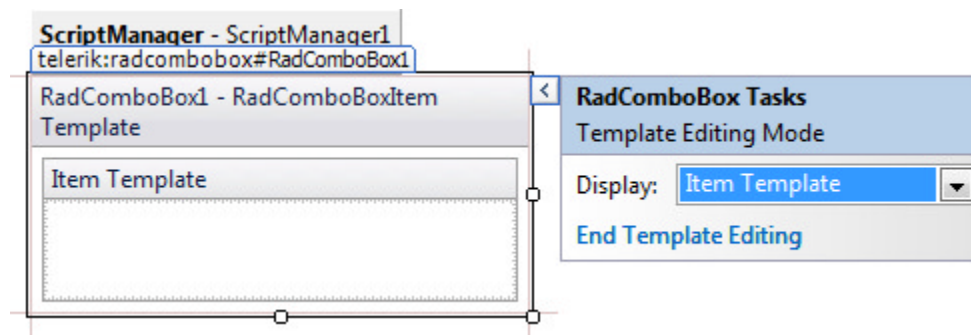 ScriptManager - ScriptManager1
telerik:radcombobox#RadComboBox1
RadComboBox1 - RadComboBoxItem
Template
Item Template
RadComboBox Tasks
Template Editing Mode
Display: Item Template
End Template Editing